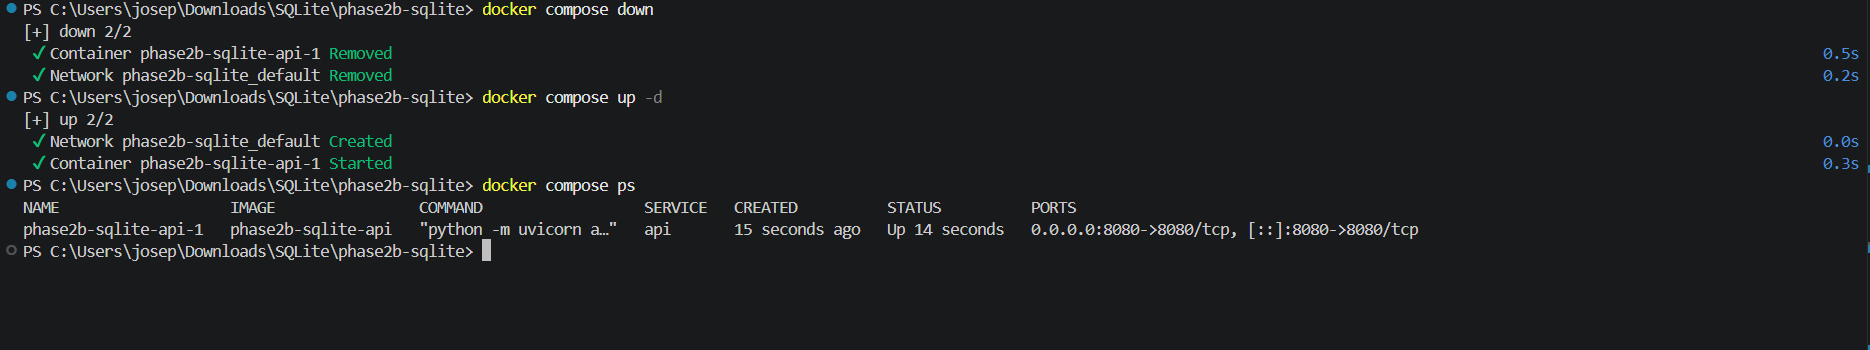 PS C:\Users\josep\Downloads\SQLite\phase2b-sqlite> docker compose down
[+] down 2/2
✔ Container phase2b-sqlite-api-1 Removed 0.5s
✔ Network phase2b-sqlite_default Removed 0.2s
PS C:\Users\josep\Downloads\SQLite\phase2b-sqlite> docker compose up -d
[+] up 2/2
✔ Network phase2b-sqlite_default Created 0.0s
✔ Container phase2b-sqlite-api-1 Started 0.3s
PS C:\Users\josep\Downloads\SQLite\phase2b-sqlite> docker compose ps
NAME IMAGE COMMAND SERVICE CREATED STATUS PORTS
phase2b-sqlite-api-1 phase2b-sqlite-api "python -m uvicorn a…" api 15 seconds ago Up 14 seconds 0.0.0.0:8080->8080/tcp, [::]:8080->8080/tcp
PS C:\Users\josep\Downloads\SQLite\phase2b-sqlite>